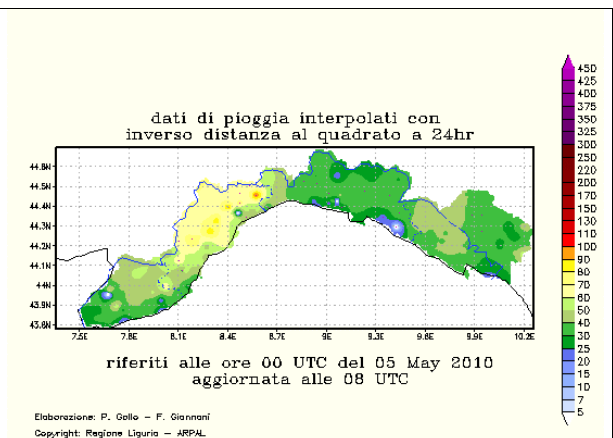 dati di pioggia interpolati con
inverso distanza al quadrato a 24hr
450
425
400
375
350
325
300
250
220
200
170
150
130
110
100
90
80
70
60
50
40
30
25
20
15
10
7
5
44.8N
44.5N
44.4N
44.3N
44.2N
44.1N
44N
43.9N
43.8N
7.5E 7.8E 8.1E 8.4E 8.7E 9E 9.3E 9.6E 9.9E 10.2E
riferiti alle ore 00 UTC del 05 May 2010
aggiornata alle 08 UTC
Elaborazione: P. Gollo - F. Giannoni
Copyright: Regione Liguria - ARPAL